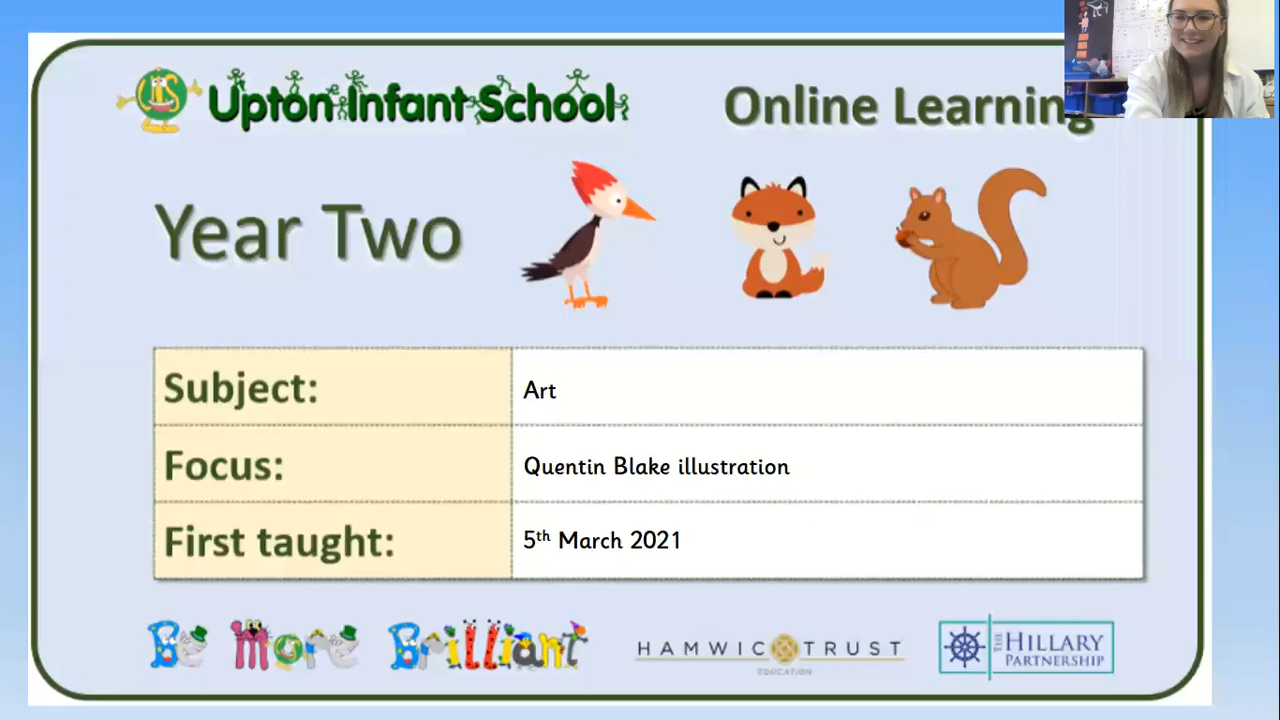 Upton Infant School
Online Learning
Year Two
Subject: Art
Focus: Quentin Blake illustration
First taught: 5th March 2021
Be More Brilliant
HAMWIC TRUST
EDUCATION
THE HILLARY
PARTNERSHIP